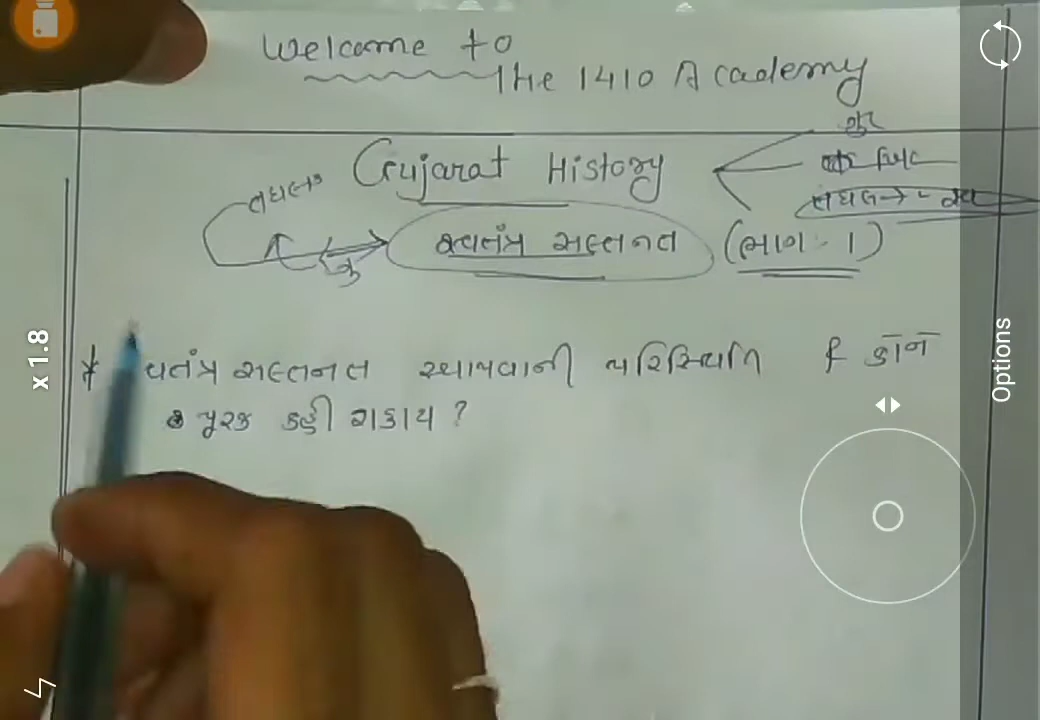 Welcome to
The 1410 Academy
Gujarat History
સ્વતંત્ર સલ્તનત (ભાગ - 1)
* સ્વતંત્ર સલ્તનત સ્થાપવાની પરિસ્થિતિ
પૂરક કહી શકાય ?
x 1.8
Options